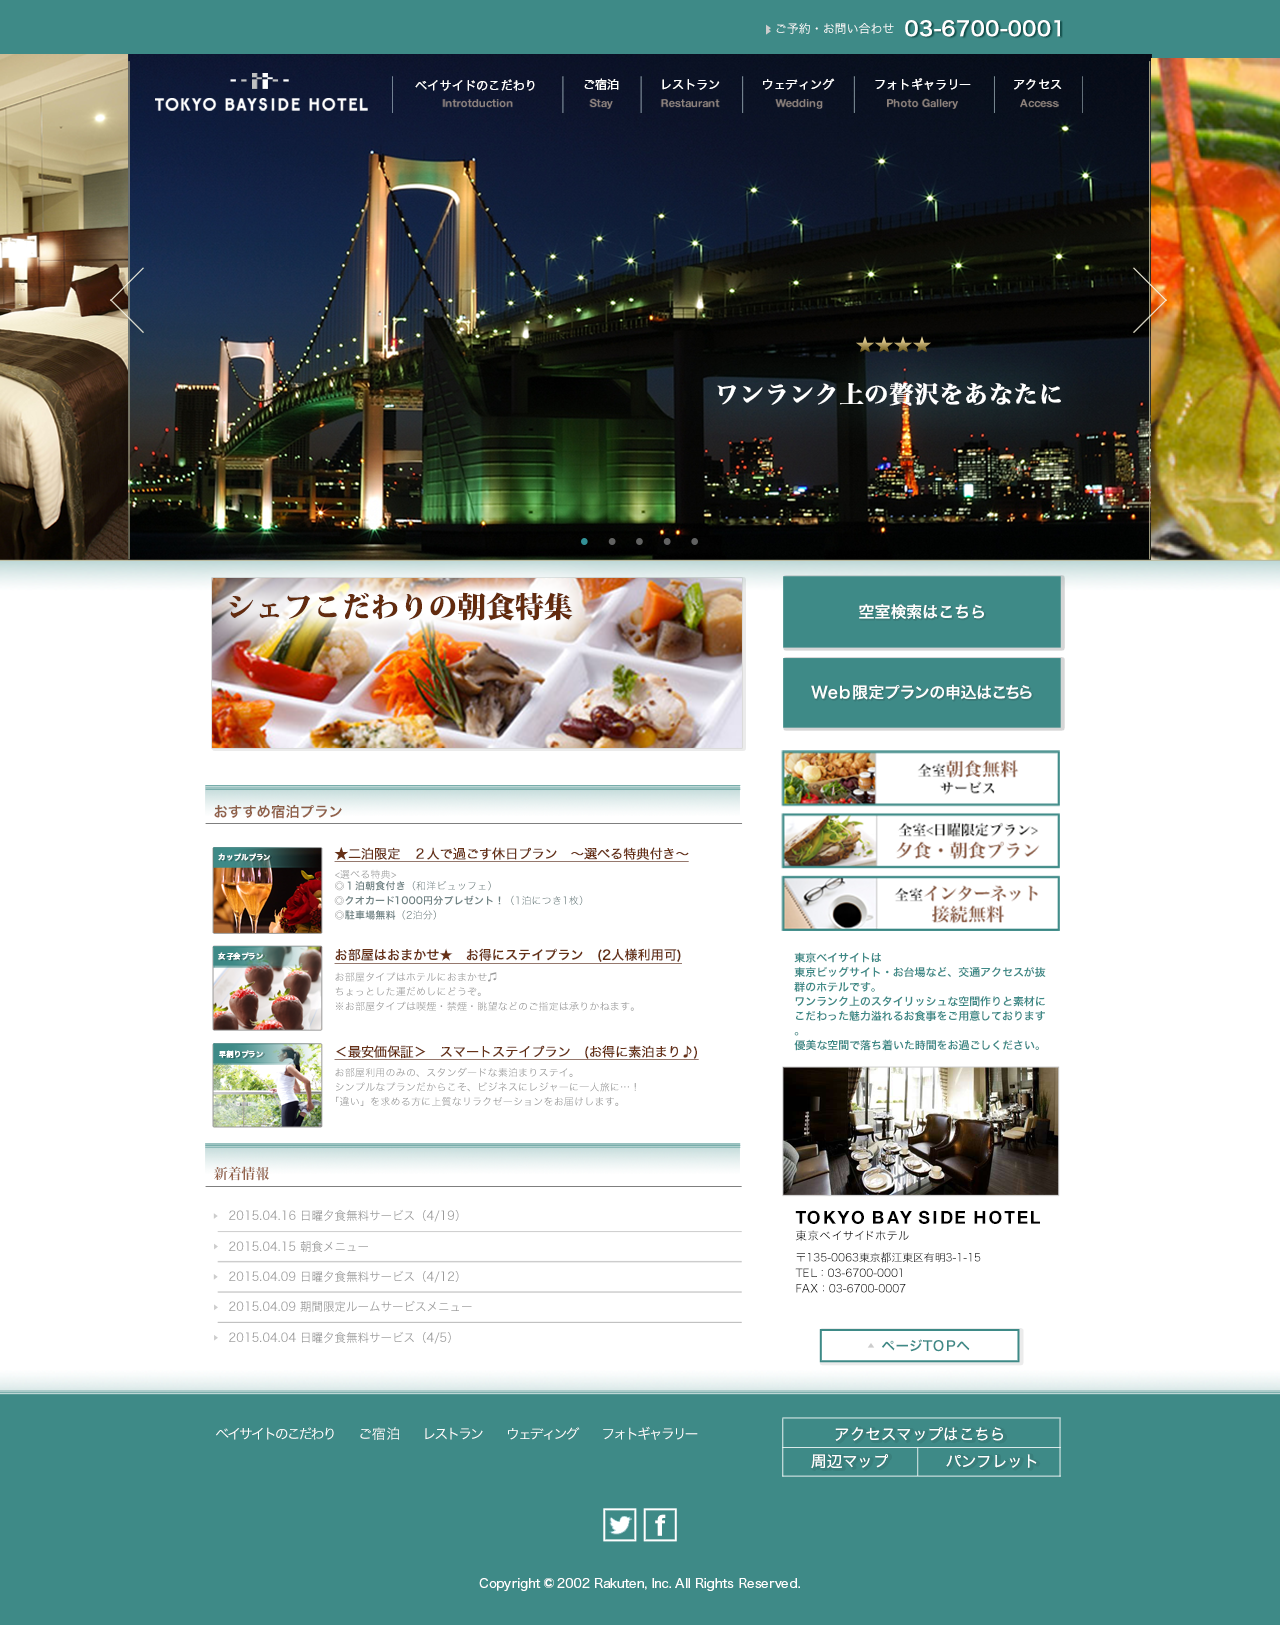 ご予約・お問い合わせ 03-6700-0001
TOKYO BAYSIDE HOTEL
ベイサイドのこだわり
Introtduction
ご宿泊
Stay
レストラン
Restaurant
ウェディング
Wedding
フォトギャラリー
Photo Gallery
アクセス
Access
ワンランク上の贅沢をあなたに
シェフこだわりの朝食特集
おすすめ宿泊プラン
カップルプラン
★二泊限定　２人で過ごす休日プラン　～選べる特典付き～
<選べる特典>
◎１泊朝食付き（和洋ビュッフェ）
◎クオカード1000円分プレゼント！（1泊につき1枚）
◎駐車場無料（2泊分）
女子会プラン
お部屋はおまかせ★　お得にステイプラン　(2人様利用可)
お部屋タイプはホテルにおまかせ♫
ちょっとした運だめしにどうぞ。
※お部屋タイプは喫煙・禁煙・眺望などのご指定は承りかねます。
早割りプラン
＜最安価保証＞　スマートステイプラン　(お得に素泊まり♪)
お部屋利用のみの、スタンダードな素泊まりステイ。
シンプルなプランだからこそ、ビジネスにレジャーに一人旅に…！
「違い」を求める方に上質なリラクゼーションをお届けします。
新着情報
2015.04.16 日曜夕食無料サービス（4/19）
2015.04.15 朝食メニュー
2015.04.09 日曜夕食無料サービス（4/12）
2015.04.09 期間限定ルームサービスメニュー
2015.04.04 日曜夕食無料サービス（4/5）
空室検索はこちら
Web限定プランの申込はこちら
全室朝食無料
サービス
全室<日曜限定プラン>
夕食・朝食プラン
全室インターネット
接続無料
東京ベイサイトは
東京ビッグサイト・お台場など、交通アクセスが抜
群のホテルです。
ワンランク上のスタイリッシュな空間作りと素材に
こだわった魅力溢れるお食事をご用意しております
。
優美な空間で落ち着いた時間をお過ごしください。
TOKYO BAY SIDE HOTEL
東京ベイサイドホテル
〒135-0063東京都江東区有明3-1-15
TEL：03-6700-0001
FAX：03-6700-0007
ページTOPへ
ベイサイトのこだわり
ご宿泊
レストラン
ウェディング
フォトギャラリー
アクセスマップはこちら
周辺マップ
パンフレット
Copyright © 2002 Rakuten, Inc. All Rights Reserved.